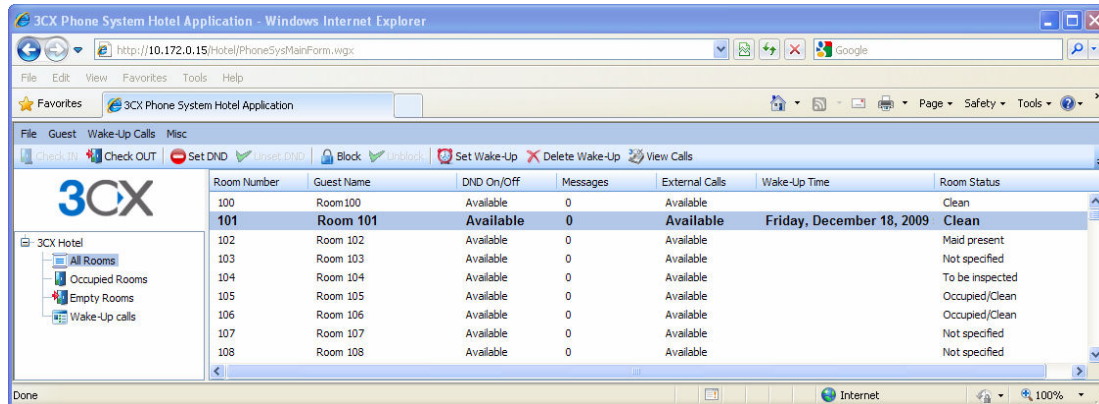 3CX Phone System Hotel Application - Windows Internet Explorer
http://10.172.0.15/Hotel/PhoneSysMainForm.wgx Google
File Edit View Favorites Tools Help
Favorites 3CX Phone System Hotel Application Page Safety Tools
File Guest Wake-Up Calls Misc
Check IN Check OUT Set DND Unset DND Block Unblock Set Wake-Up Delete Wake-Up View Calls
3CX
3CX Hotel
All Rooms
Occupied Rooms
Empty Rooms
Wake-Up calls
Room Number Guest Name DND On/Off Messages External Calls Wake-Up Time Room Status
100 Room100 Available 0 Available Clean
101 Room 101 Available 0 Available Friday, December 18, 2009 Clean
102 Room 102 Available 0 Available Maid present
103 Room 103 Available 0 Available Not specified
104 Room 104 Available 0 Available To be inspected
105 Room 105 Available 0 Available Occupied/Clean
106 Room 106 Available 0 Available Occupied/Clean
107 Room 107 Available 0 Available Not specified
108 Room 108 Available 0 Available Not specified
Done Internet 100%